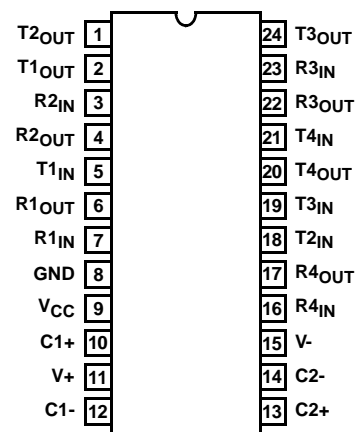 T2OUT 1 24 T3OUT
T1OUT 2 23 R3IN
R2IN 3 22 R3OUT
R2OUT 4 21 T4IN
T1IN 5 20 T4OUT
R1OUT 6 19 T3IN
R1IN 7 18 T2IN
GND 8 17 R4OUT
VCC 9 16 R4IN
C1+ 10 15 V-
V+ 11 14 C2-
C1- 12 13 C2+